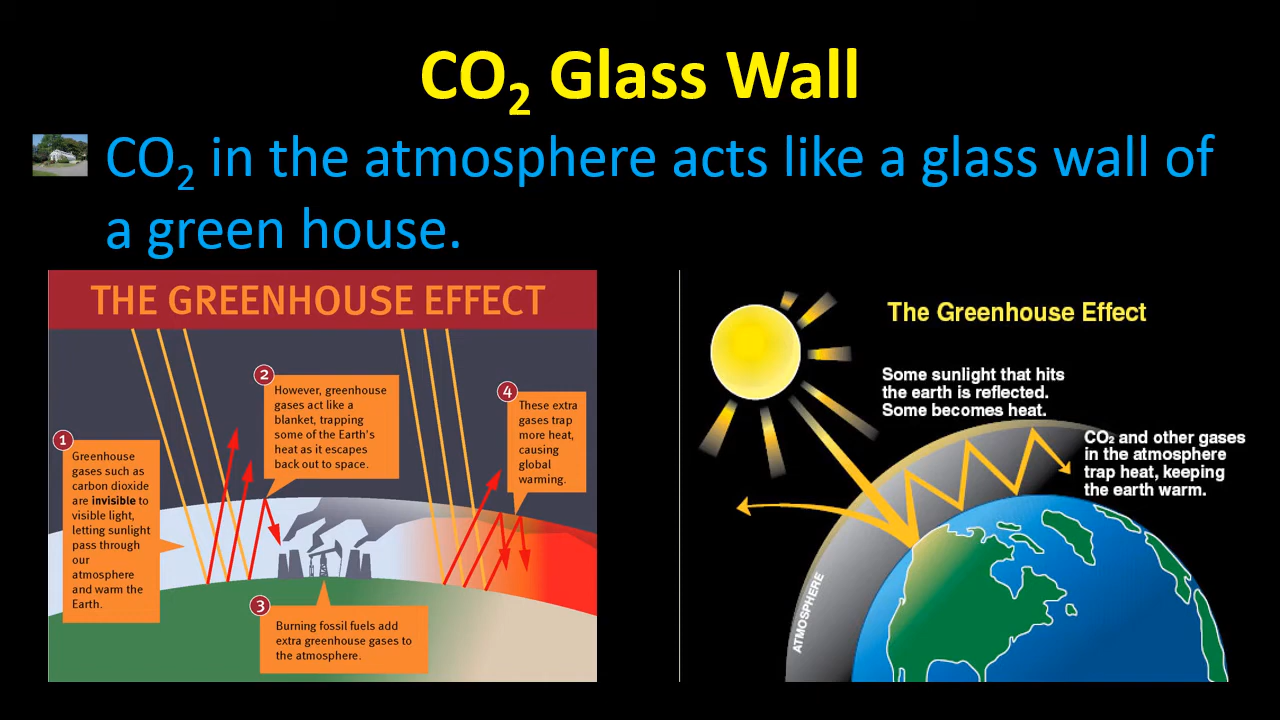 CO₂ Glass Wall
CO₂ in the atmosphere acts like a glass wall of
a green house.
THE GREENHOUSE EFFECT
1
Greenhouse
gases such as
carbon dioxide
are invisible to
visible light,
letting sunlight
pass through
our
atmosphere
and warm the
Earth.
2
However, greenhouse
gases act like a
blanket, trapping
some of the Earth's
heat as it escapes
back out to space.
3
Burning fossil fuels add
extra greenhouse gases to
the atmosphere.
4
These extra
gases trap
more heat,
causing
global
warming.
The Greenhouse Effect
Some sunlight that hits
the earth is reflected.
Some becomes heat.
CO₂ and other gases
in the atmosphere
trap heat, keeping
the earth warm.
ATMOSPHERE